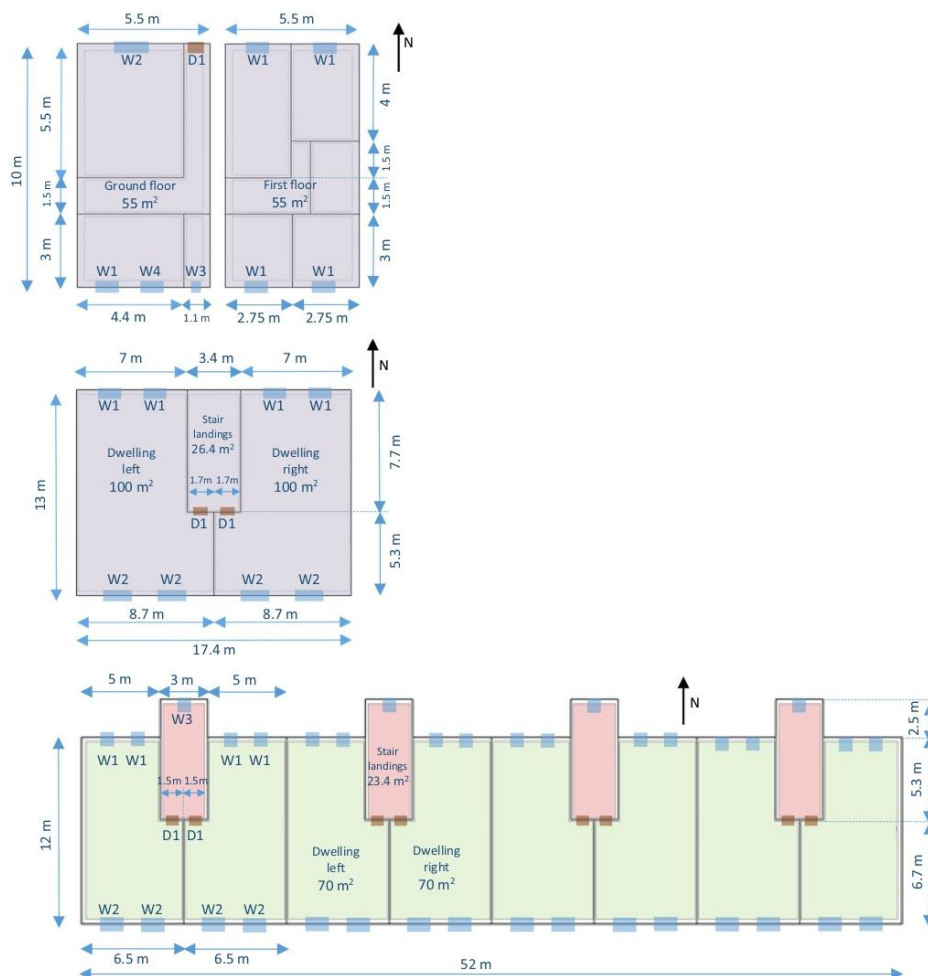 5.5 m
5.5 m
N
W2
D1
W1
W1
10 m
5.5 m
1.5 m
3 m
4 m
1.5 m
1.5 m
3 m
Ground floor
55 m²
First floor
55 m²
W1
W4
W3
W1
W1
4.4 m
1.1 m
2.75 m
2.75 m
7 m
3.4 m
7 m
N
W1
W1
W1
W1
Stair
landings
26.4 m²
Dwelling
left
100 m²
Dwelling
right
100 m²
1.7m
1.7m
D1
D1
13 m
7.7 m
5.3 m
W2
W2
W2
W2
8.7 m
8.7 m
17.4 m
5 m
3 m
5 m
N
W3
W1
W1
W1
W1
Stair
landings
23.4 m²
1.5m
1.5m
D1
D1
12 m
2.5 m
5.3 m
6.7 m
Dwelling
left
70 m²
Dwelling
right
70 m²
W2
W2
W2
W2
6.5 m
6.5 m
52 m